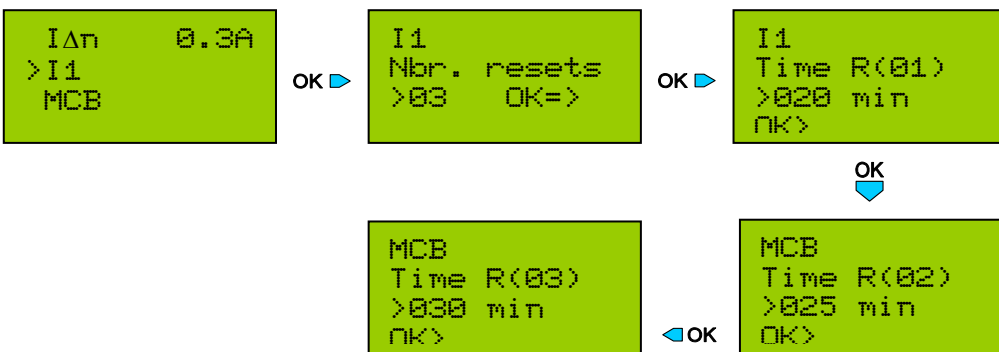 I∆n 0.3A
>I1
MCB
OK
I1
Nbr. resets
>03 OK=>
OK
I1
Time R(01)
>020 min
OK>
OK
MCB
Time R(02)
>025 min
OK>
OK
MCB
Time R(03)
>030 min
OK>